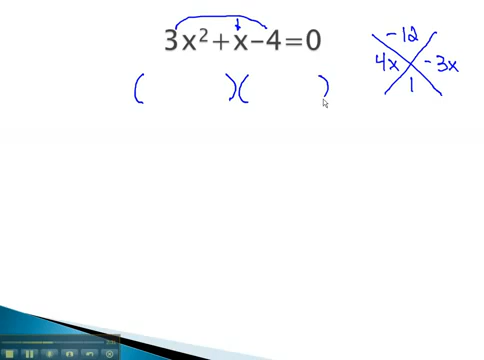 3x² + x – 4 = 0
-12
4x -3x
1
( )( )